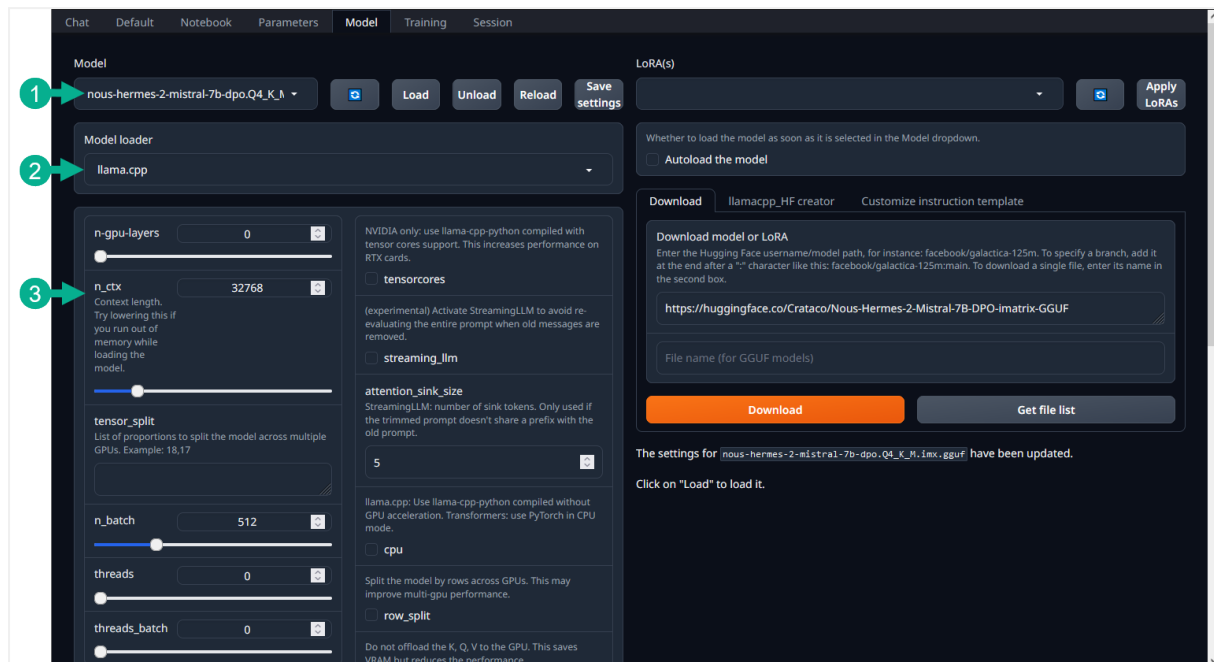 Chat Default Notebook Parameters Model Training Session
Model
1
nous-hermes-2-mistral-7b-dpo.Q4_K_M
Load Unload Reload Save settings
LoRA(s)
Apply LoRAs
Model loader
2
llama.cpp
Whether to load the model as soon as it is selected in the Model dropdown.
Autoload the model
n-gpu-layers 0
3
n_ctx 32768
Context length.
Try lowering this if
you run out of
memory while
loading the
model.
tensor_split
List of proportions to split the model across multiple
GPUs. Example: 18,17
n_batch 512
threads 0
threads_batch 0
NVIDIA only: use llama-cpp-python compiled with
tensor cores support. This increases performance on
RTX cards.
tensorcores
(experimental) Activate StreamingLLM to avoid re-
evaluating the entire prompt when old messages are
removed.
streaming_llm
attention_sink_size
StreamingLLM: number of sink tokens. Only used if
the trimmed prompt doesn't share a prefix with the
old prompt.
5
llama.cpp: Use llama-cpp-python compiled without
GPU acceleration. Transformers: use PyTorch in CPU
mode.
cpu
Split the model by rows across GPUs. This may
improve multi-gpu performance.
row_split
Do not offload the K, Q, V to the GPU. This saves
VRAM but reduces the performance.
Download llamacpp_HF creator Customize instruction template
Download model or LoRA
Enter the Hugging Face username/model path, for instance: facebook/galactica-125m. To specify a branch, add it
at the end after a ":" character like this: facebook/galactica-125m:main. To download a single file, enter its name in
the second box.
https://huggingface.co/Crataco/Nous-Hermes-2-Mistral-7B-DPO-imatrix-GGUF
File name (for GGUF models)
Download Get file list
The settings for nous-hermes-2-mistral-7b-dpo.Q4_K_M.imx.gguf have been updated.
Click on "Load" to load it.